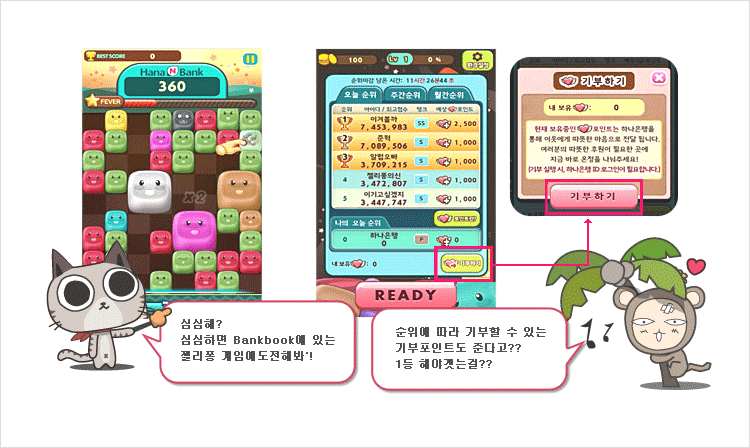 BEST SCORE 0
Hana N Bank
360
FEVER
x2
100 Lv 1 0 %
환경설정
순위마감 남은 시간: 11시간26분44초
오늘 순위 주간순위 월간순위
순위 아이디 / 최고점수 랭크 예상 포인트
1 이겨볼까 7,453,983 SS 2,500
2 준혁 7,089,506 S 1,000
3 알럽오빠 3,709,215 S 1,000
4 젤리퐁의신 3,472,807 S 1,000
5 이기고싶겠지 3,447,747 S 1,000
나의 오늘 순위
0 하나은행 0 F 0
내 보유 : 0 기부하기
READY
기부하기
내 보유 : 0
현재 보유중인 포인트는 하나은행을
통해 이웃에게 따뜻한 마음으로 전달 됩니다.
여러분의 따뜻한 후원이 필요한 곳에
지금 바로 온정을 나눠주세요!
(기부 실행 시, 하나은행 ID 로그인이 필요합니다.)
기부하기
심심해?
심심하면 Bankbook에 있는
젤리퐁 게임에도전해봐~!
순위에 따라 기부할 수 있는
기부포인트도 준다고??
1등 해야겟는걸??